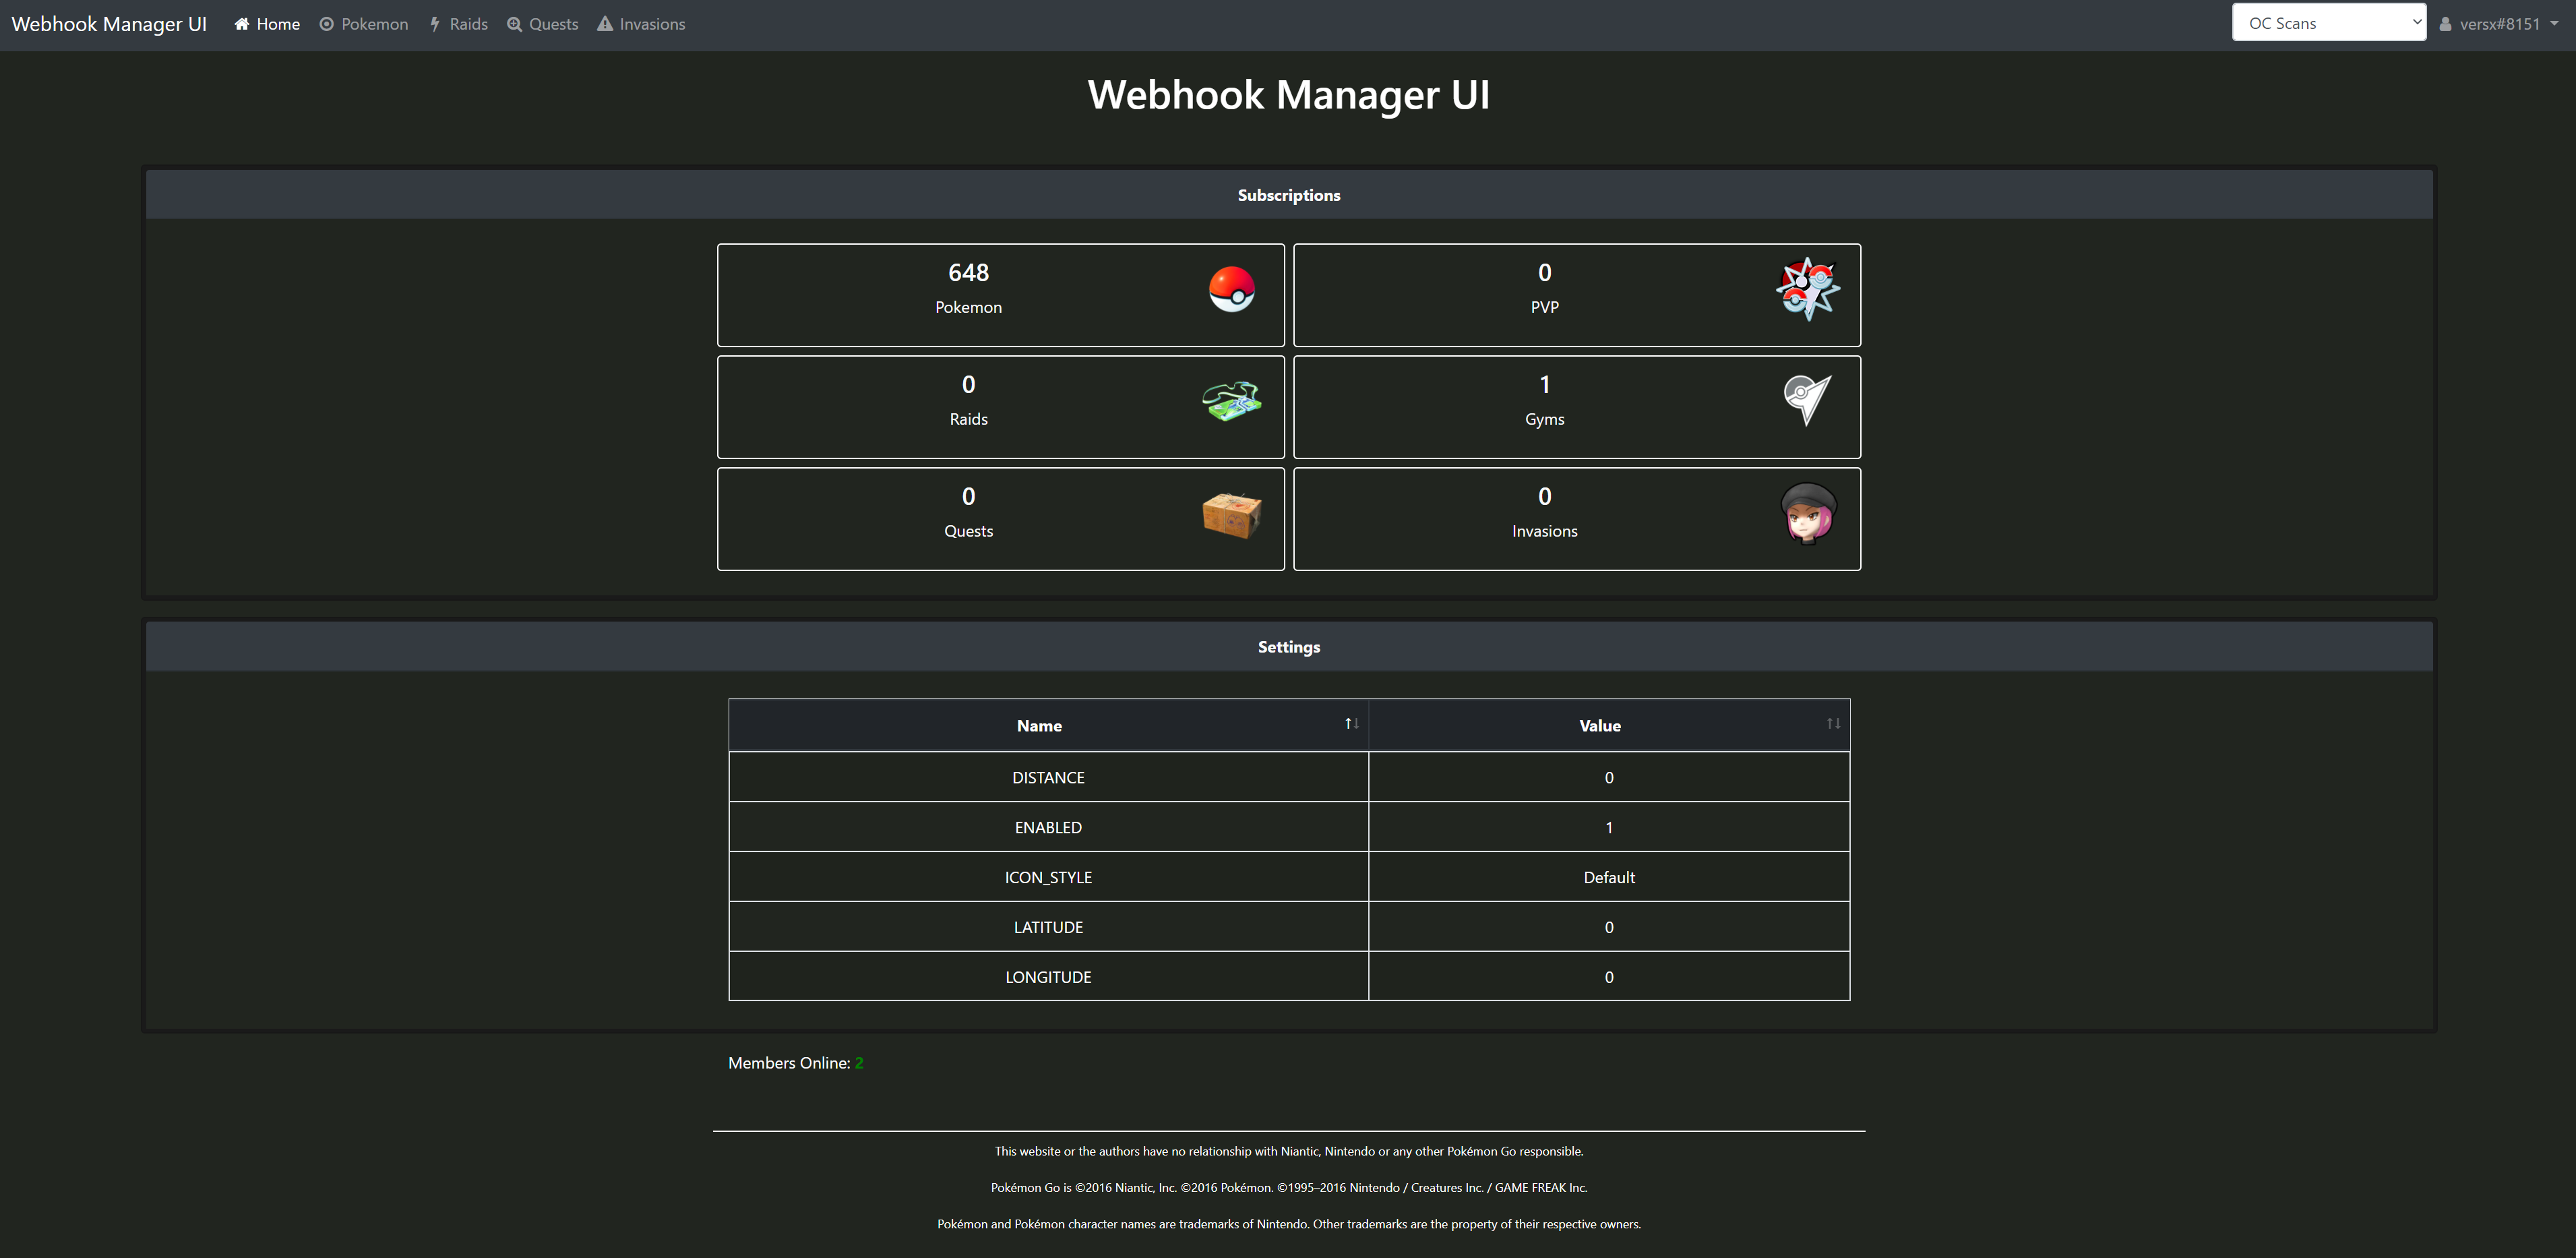 Webhook Manager UI Home Pokemon Raids Quests Invasions OC Scans versx#8151
Webhook Manager UI
Subscriptions
648
Pokemon
0
PVP
0
Raids
1
Gyms
0
Quests
0
Invasions
Settings
Name Value
DISTANCE 0
ENABLED 1
ICON_STYLE Default
LATITUDE 0
LONGITUDE 0
Members Online: 2
This website or the authors have no relationship with Niantic, Nintendo or any other Pokémon Go responsible.
Pokémon Go is ©2016 Niantic, Inc. ©2016 Pokémon. ©1995–2016 Nintendo / Creatures Inc. / GAME FREAK Inc.
Pokémon and Pokémon character names are trademarks of Nintendo. Other trademarks are the property of their respective owners.